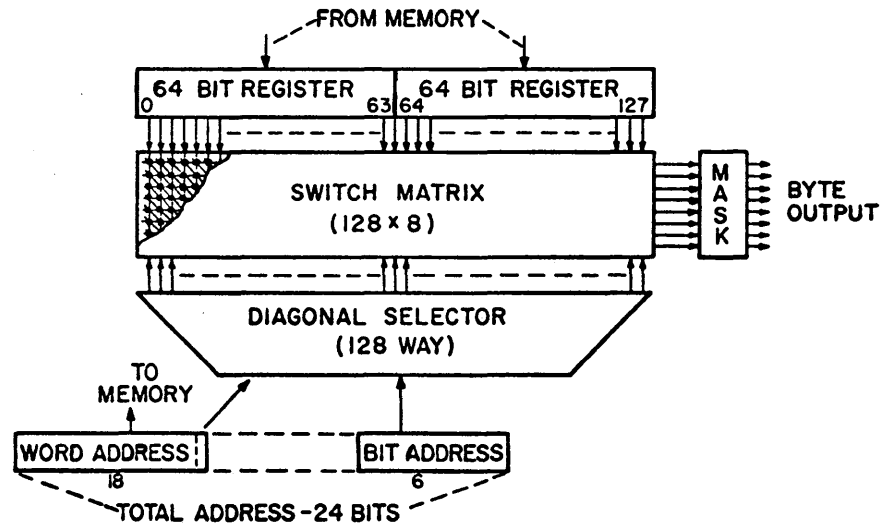 FROM MEMORY
64 BIT REGISTER
64 BIT REGISTER
0
63
64
127
SWITCH MATRIX
(128 × 8)
MASK
BYTE
OUTPUT
DIAGONAL SELECTOR
(128 WAY)
TO
MEMORY
WORD ADDRESS
BIT ADDRESS
18
6
TOTAL ADDRESS - 24 BITS